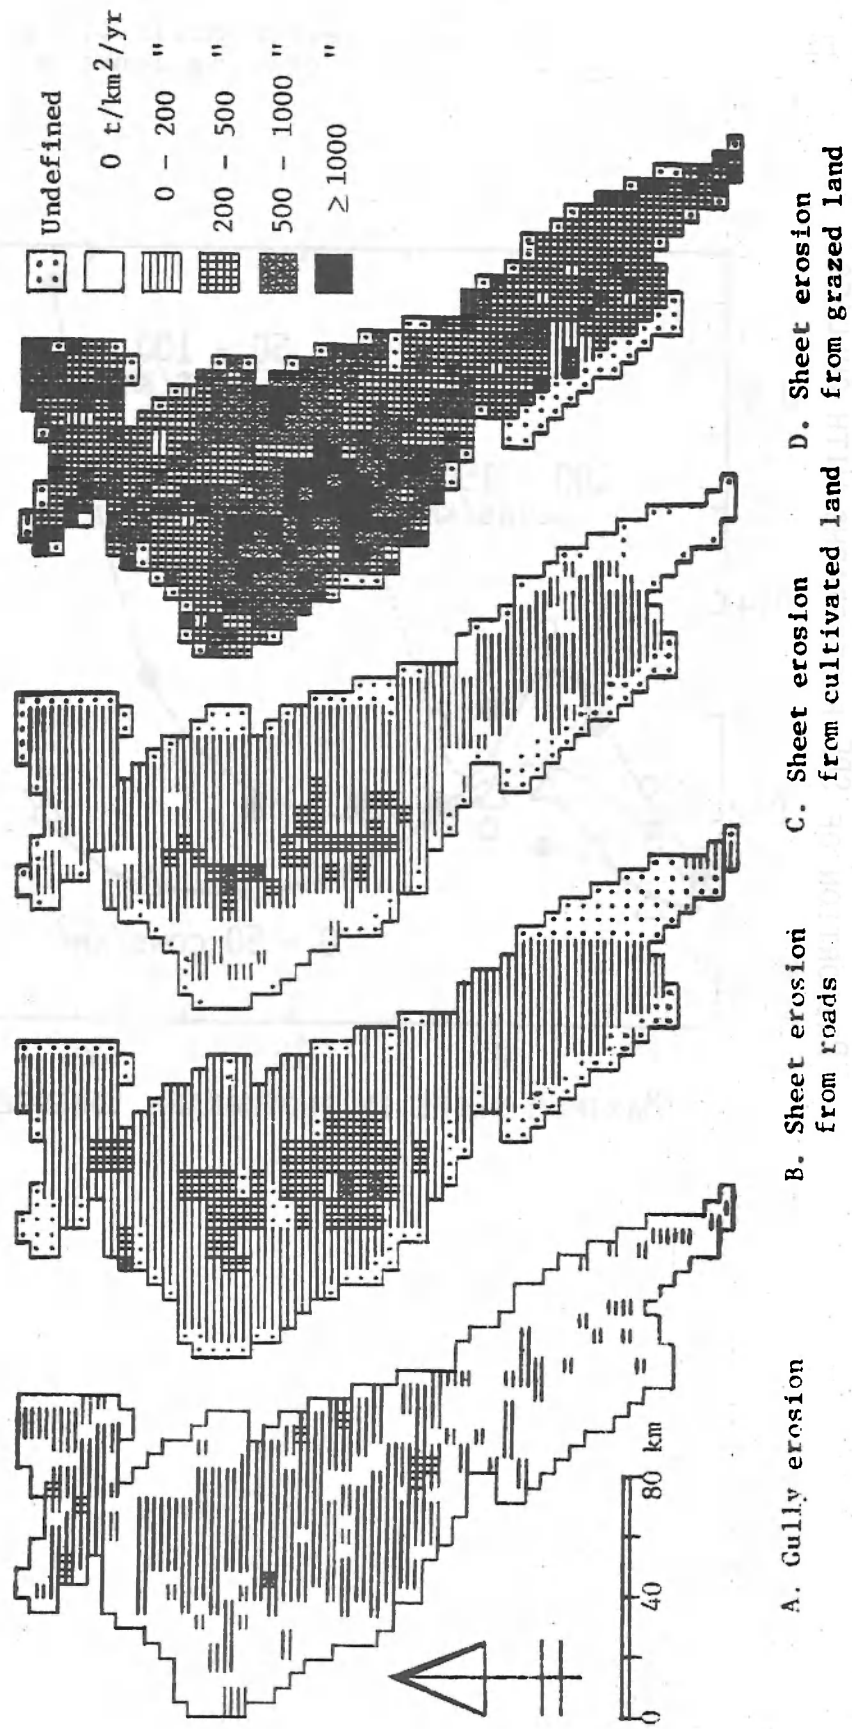 Undefined
0 t/km2/yr
0 - 200 "
200 - 500 "
500 - 1000 "
≥ 1000 "
0 40 80 km
A. Gully erosion
B. Sheet erosion
from roads
C. Sheet erosion
from cultivated land
D. Sheet erosion
from grazed land